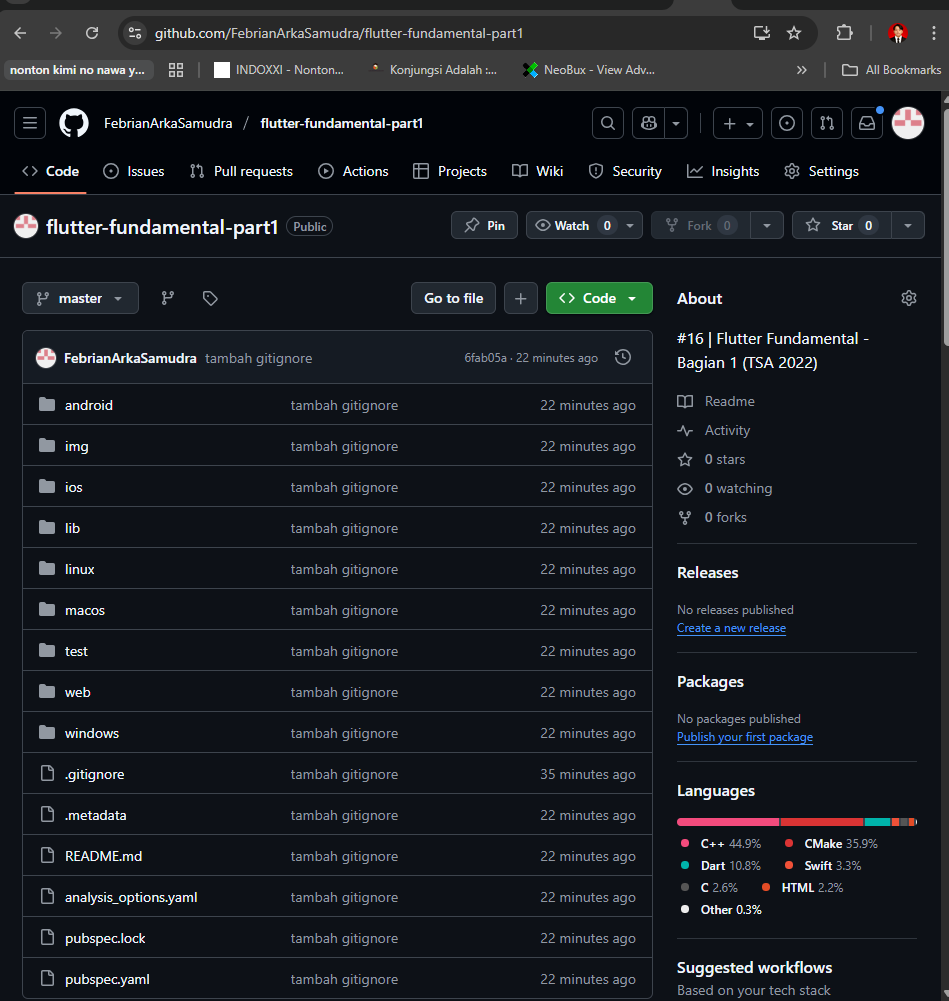 github.com/FebrianArkaSamudra/flutter-fundamental-part1
nonton kimi no nawa y...
INDOXXI - Nonton...
Konjungsi Adalah :...
NeoBux - View Adv...
All Bookmarks
FebrianArkaSamudra / flutter-fundamental-part1
Code Issues Pull requests Actions Projects Wiki Security Insights Settings
flutter-fundamental-part1 Public
Pin Watch 0 Fork 0 Star 0
master Go to file Code
FebrianArkaSamudra tambah gitignore 6fab05a · 22 minutes ago
android tambah gitignore 22 minutes ago
img tambah gitignore 22 minutes ago
ios tambah gitignore 22 minutes ago
lib tambah gitignore 22 minutes ago
linux tambah gitignore 22 minutes ago
macos tambah gitignore 22 minutes ago
test tambah gitignore 22 minutes ago
web tambah gitignore 22 minutes ago
windows tambah gitignore 22 minutes ago
.gitignore tambah gitignore 35 minutes ago
.metadata tambah gitignore 22 minutes ago
README.md tambah gitignore 22 minutes ago
analysis_options.yaml tambah gitignore 22 minutes ago
pubspec.lock tambah gitignore 22 minutes ago
pubspec.yaml tambah gitignore 22 minutes ago
About
#16 | Flutter Fundamental -
Bagian 1 (TSA 2022)
Readme
Activity
0 stars
0 watching
0 forks
Releases
No releases published
Create a new release
Packages
No packages published
Publish your first package
Languages
C++ 44.9% CMake 35.9%
Dart 10.8% Swift 3.3%
C 2.6% HTML 2.2%
Other 0.3%
Suggested workflows
Based on your tech stack